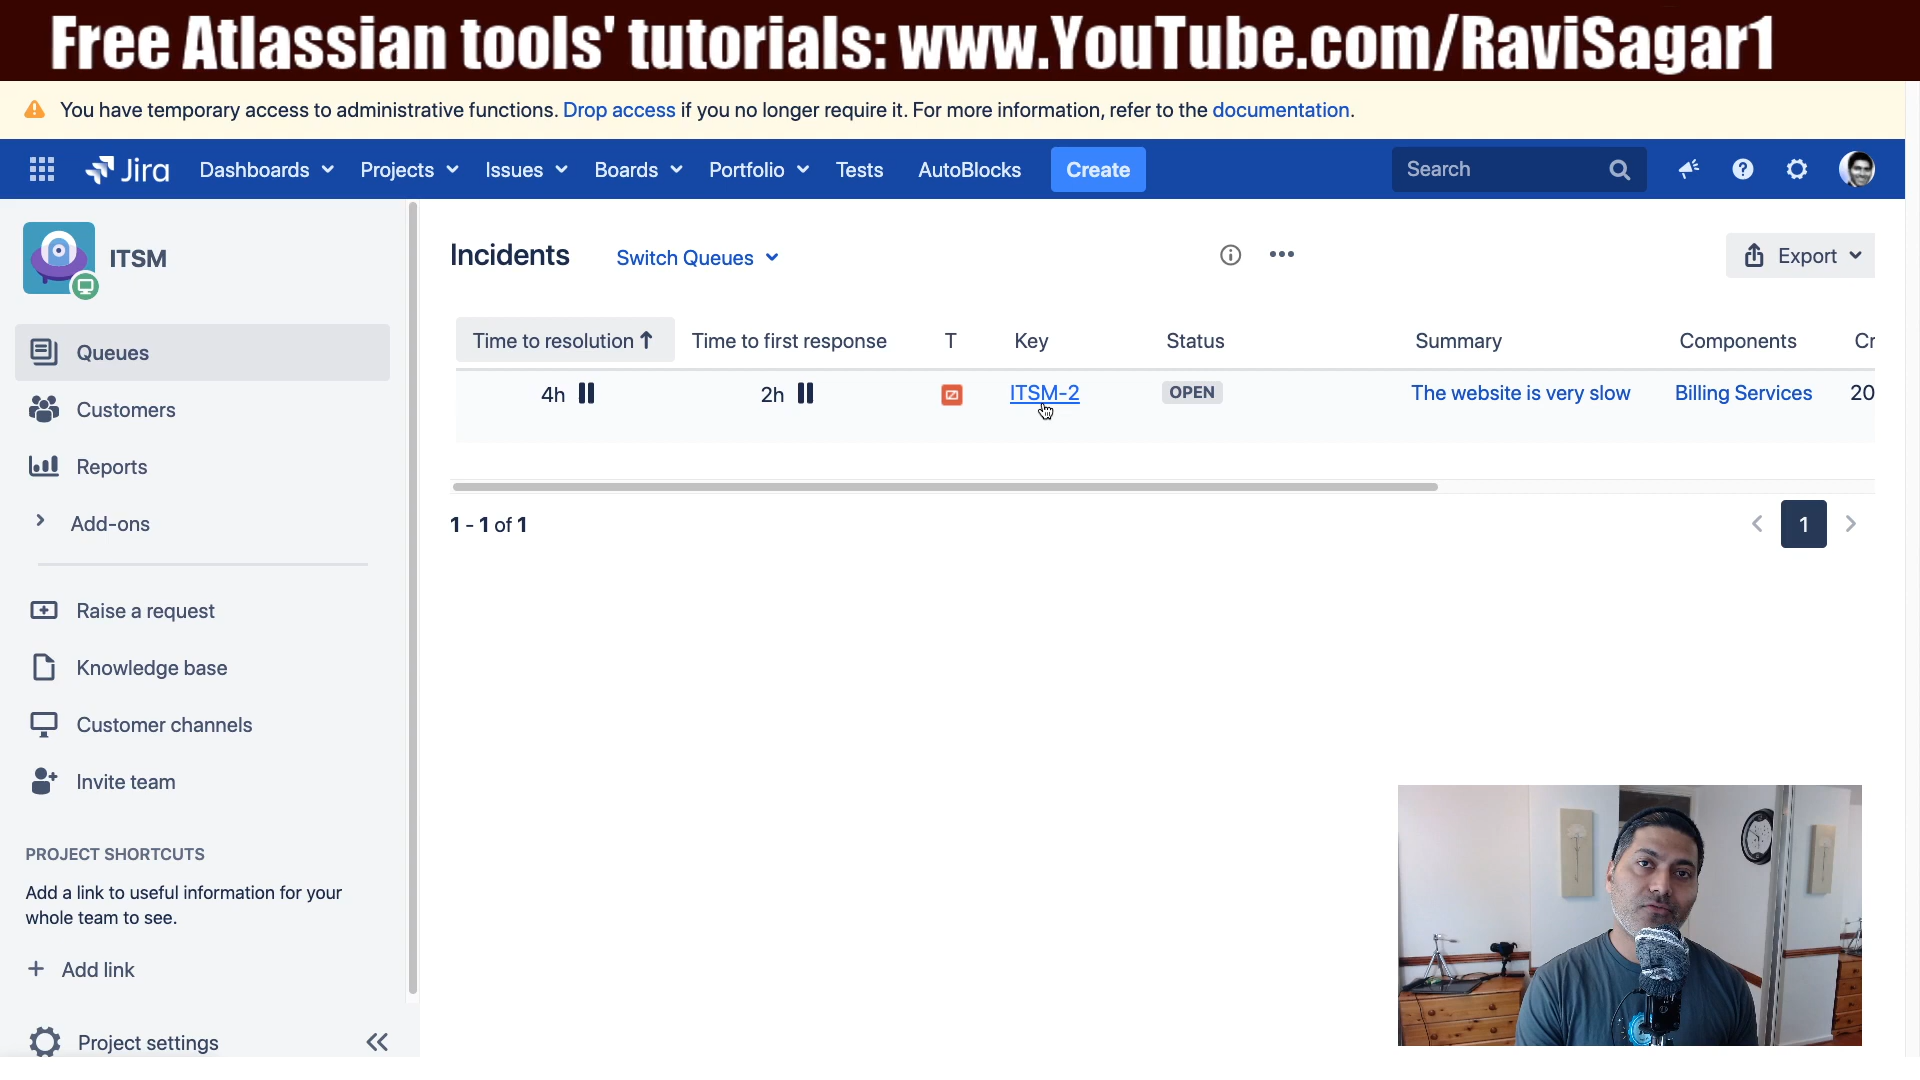 Free Atlassian tools' tutorials: www.YouTube.com/RaviSagar1
You have temporary access to administrative functions. Drop access if you no longer require it. For more information, refer to the documentation.
Jira Dashboards Projects Issues Boards Portfolio Tests AutoBlocks Create Search
ITSM
Queues
Customers
Reports
Add-ons
Raise a request
Knowledge base
Customer channels
Invite team
PROJECT SHORTCUTS
Add a link to useful information for your
whole team to see.
+ Add link
Project settings
Incidents Switch Queues Export
Time to resolution ↑ Time to first response T Key Status Summary Components Cr
4h 2h ITSM-2 OPEN The website is very slow Billing Services 20
1 - 1 of 1 1